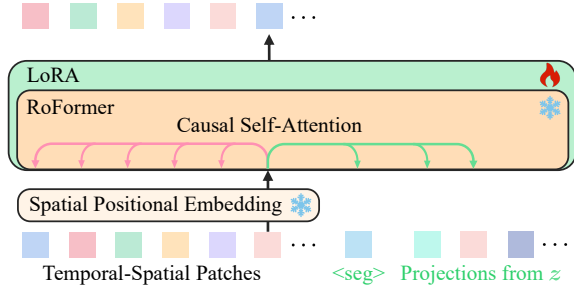 ...
LoRA
RoFormer
Causal Self-Attention
Spatial Positional Embedding
... ...
Temporal-Spatial Patches <seg> Projections from z